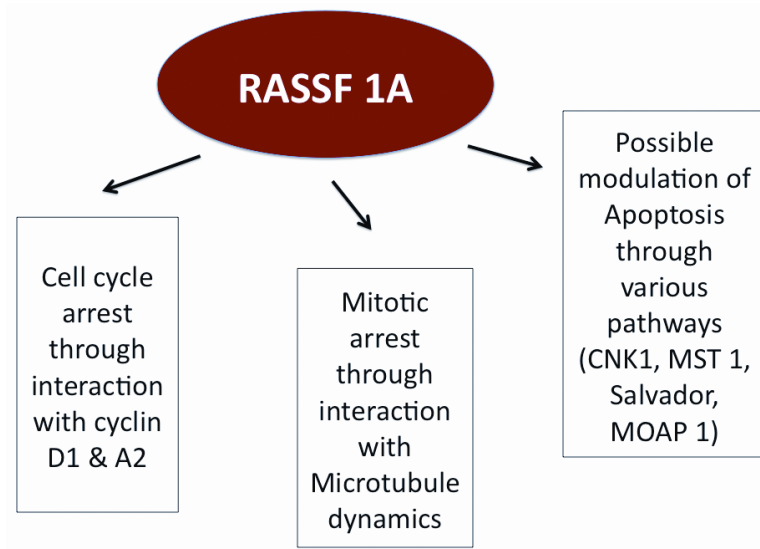 RASSF 1A
Cell cycle
arrest
through
interaction
with cyclin
D1 & A2
Mitotic
arrest
through
interaction
with
Microtubule
dynamics
Possible
modulation of
Apoptosis
through
various
pathways
(CNK1, MST 1,
Salvador,
MOAP 1)